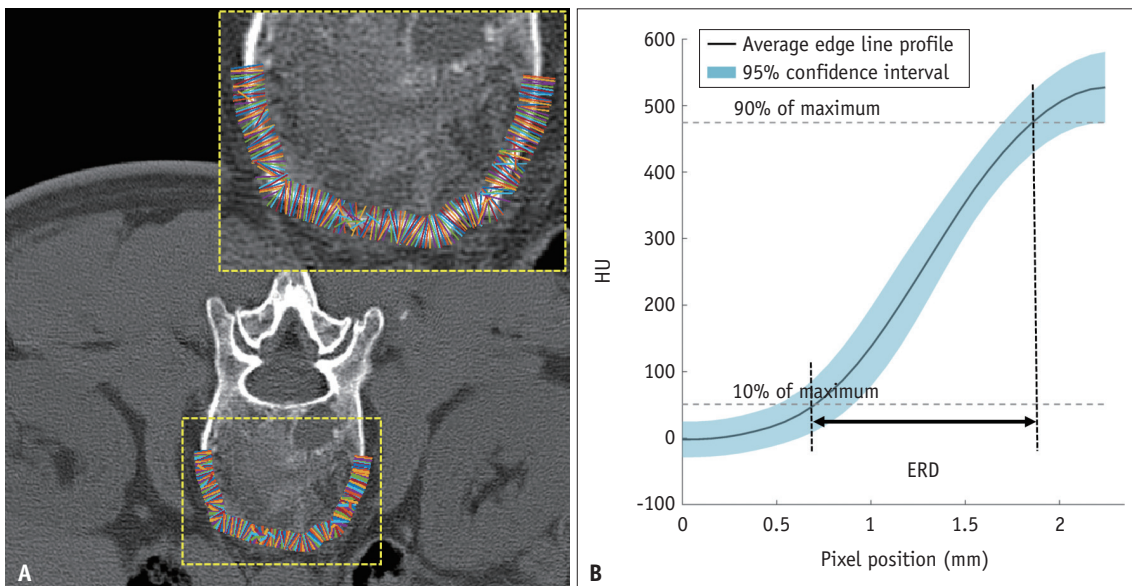 A
B
Average edge line profile
95% confidence interval
600
500
400
300
200
100
0
-100
HU
90% of maximum
10% of maximum
ERD
0
0.5
1
1.5
2
Pixel position (mm)